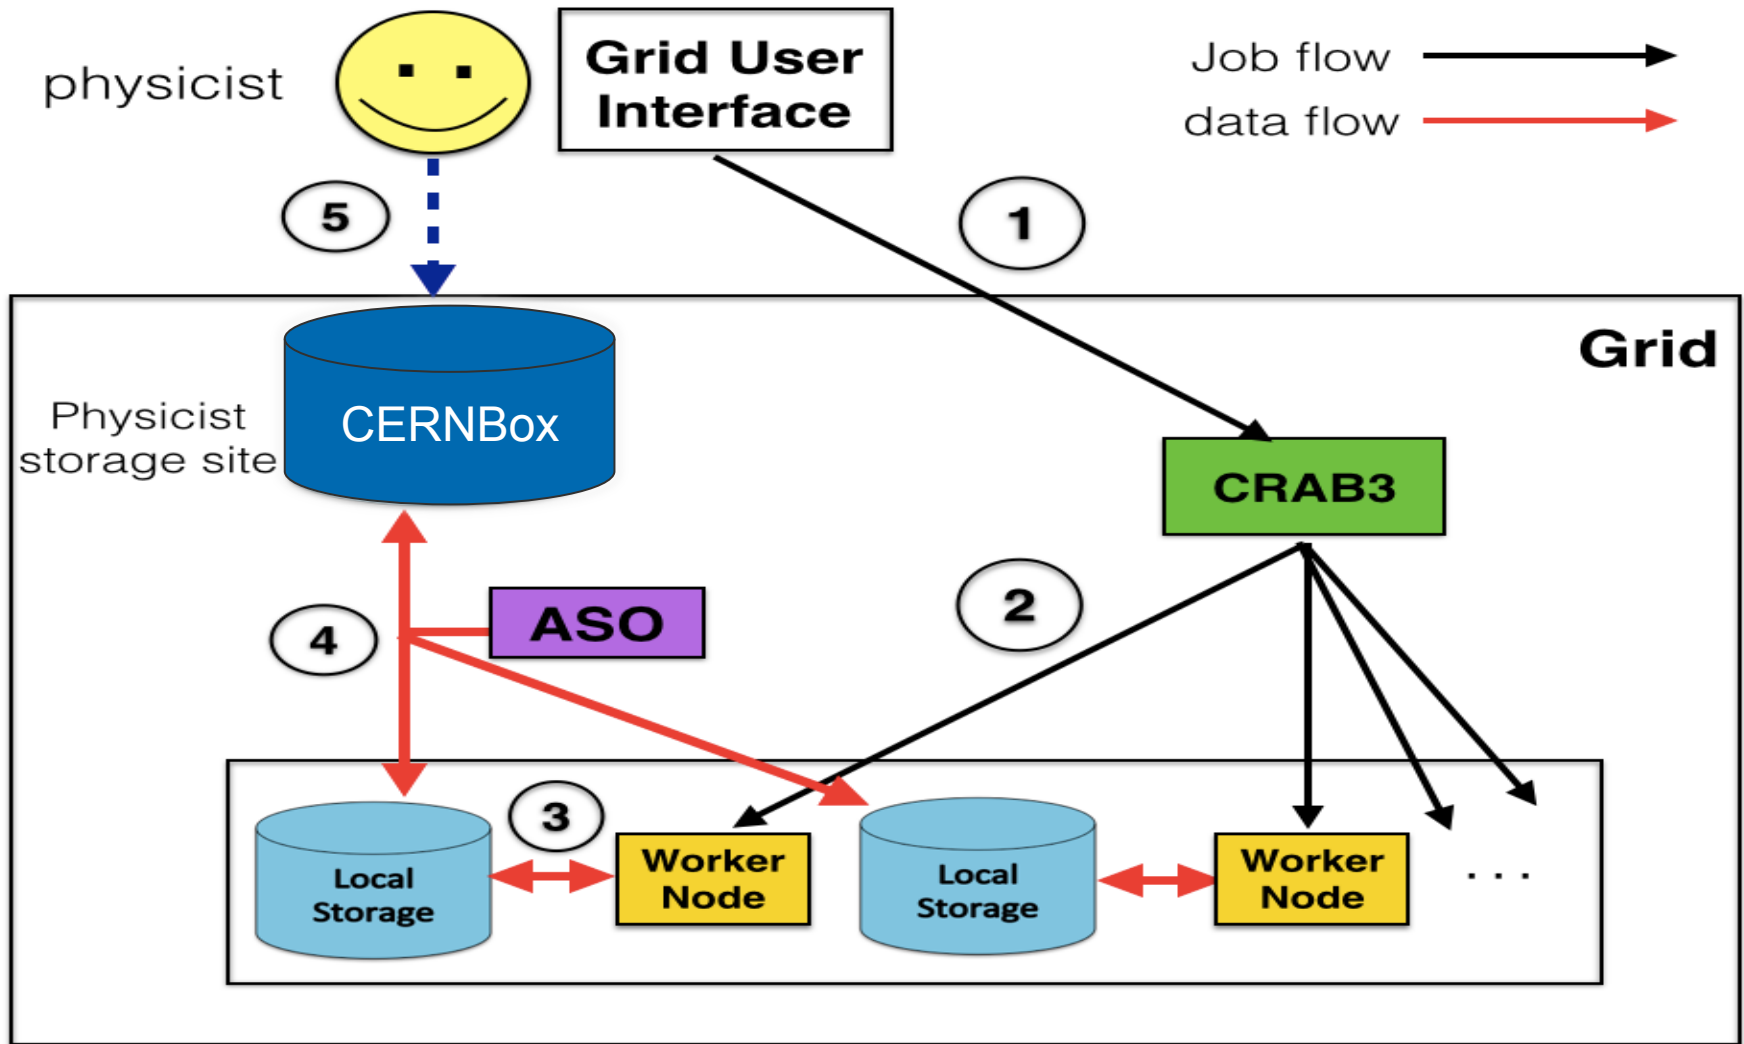 physicist
Grid User
Interface
Job flow
data flow
5
1
Grid
Physicist
storage site
CERNBox
CRAB3
2
4
ASO
3
Local
Storage
Worker
Node
Local
Storage
Worker
Node
...